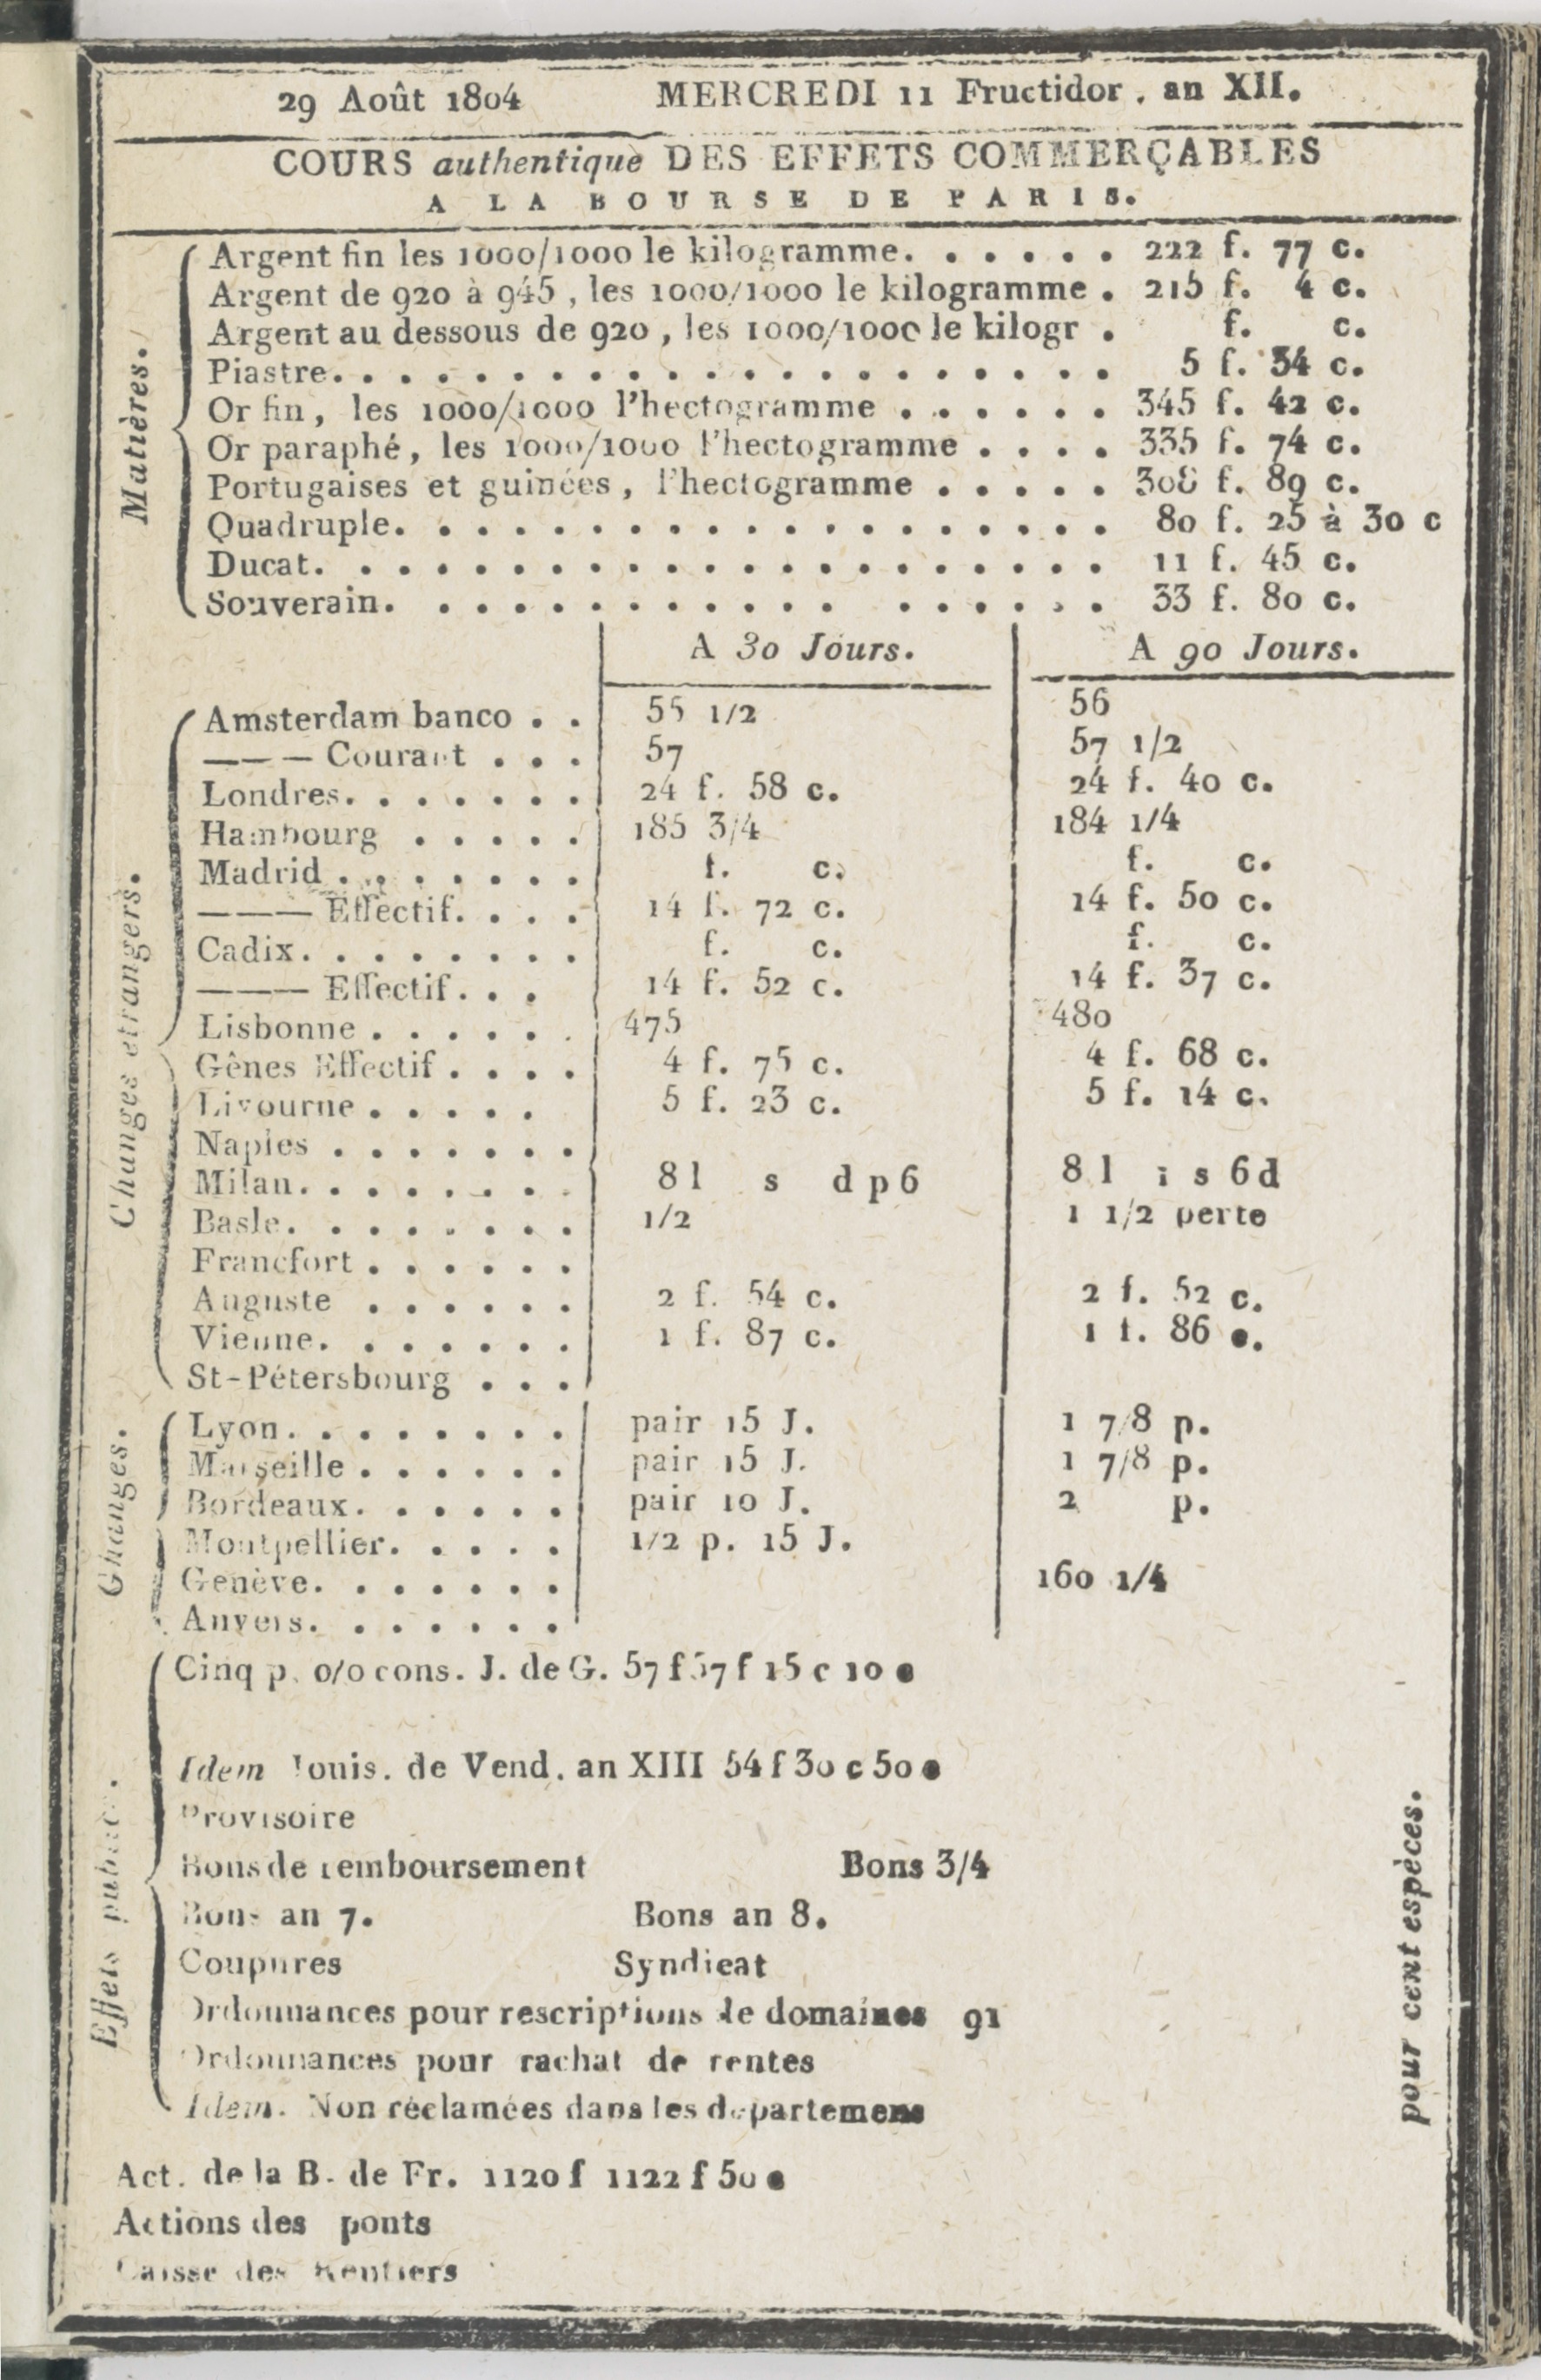 29 Août 1804 MERCREDI 11 Fructidor, an XII.
COURS authentique DES EFFETS COMMERÇABLES
A LA BOURSE DE PARIS.
Matières.
Argent fin les 1000/1000 le kilogramme. . . . . . 222 f. 77 c.
Argent de 920 à 945, les 1000/1000 le kilogramme . 215 f. 4 c.
Argent au dessous de 920, les 1000/1000 le kilogr . f. c.
Piastre. . . . . . . . . . . . . . . . . . . . . 5 f. 34 c.
Or fin, les 1000/1000 l'hectogramme . . . . . . 345 f. 42 c.
Or paraphé, les 1000/1000 l'hectogramme . . . . 335 f. 74 c.
Portugaises et guinées, l'hectogramme . . . . . 308 f. 89 c.
Quadruple. . . . . . . . . . . . . . . . . . . 80 f. 25 à 30 c
Ducat. . . . . . . . . . . . . . . . . . . . . 11 f. 45 c.
Souverain. . . . . . . . . . . . . . . . . . 33 f. 80 c.
A 30 Jours. A 90 Jours.
Changes etrangers.
Amsterdam banco . . 55 1/2 56
——— Courant . . . 57 57 1/2
Londres. . . . . . . 24 f. 58 c. 24 f. 40 c.
Hambourg . . . . . 185 3/4 184 1/4
Madrid . . . . . . . f. c. f. c.
——— Effectif. . . . 14 f. 72 c. 14 f. 50 c.
Cadix. . . . . . . . f. c. f. c.
——— Effectif. . . 14 f. 52 c. 14 f. 37 c.
Lisbonne . . . . . . 475 480
Gênes Effectif . . . . 4 f. 75 c. 4 f. 68 c.
Livourne . . . . . 5 f. 23 c. 5 f. 14 c.
Naples . . . . . . .
Milan. . . . . . . . 8 l s d p 6 8 l 1 s 6 d
Basle. . . . . . . . 1/2 1 1/2 perte
Francfort . . . . . .
Auguste . . . . . . 2 f. 54 c. 2 f. 52 c.
Vienne. . . . . . . 1 f. 87 c. 1 f. 86 c.
St-Pétersbourg . . .
Ghanges.
Lyon. . . . . . . . pair 15 J. 1 7/8 p.
Marseille . . . . . . pair 15 J. 1 7/8 p.
Bordeaux. . . . . . pair 10 J. 2 p.
Montpellier. . . . . 1/2 p. 15 J.
Genève. . . . . . . 160 1/4
Anvers. . . . . . .
Effets publics.
Cinq p. 0/0 cons. J. de G. 57 f 57 f 15 c 10 c
Idem Jouis. de Vend. an XIII 54 f 30 c 50 c
Provisoire
Bons de remboursement Bons 3/4
Bons an 7. Bons an 8.
Coupures Syndicat
Ordonnances pour rescriptions de domaines 91
Ordonnances pour rachat de rentes
Idem. Non réclamées dans les departemens
pour cent espèces.
Act. de la B. de Fr. 1120 f 1122 f 50 c
Actions des ponts
Caisse des Rentiers